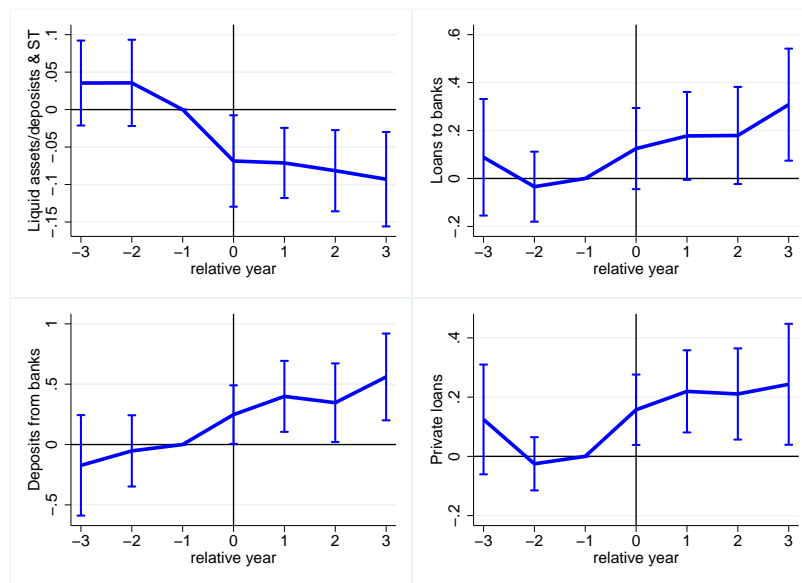 Liquid assets/deposists & ST
.1
.05
0
-.05
-.1
-.15
-3 -2 -1 0 1 2 3
relative year
Loans to banks
.6
.4
.2
0
-.2
-3 -2 -1 0 1 2 3
relative year
Deposits from banks
1
.5
0
-.5
-3 -2 -1 0 1 2 3
relative year
Private loans
.4
.2
0
-.2
-3 -2 -1 0 1 2 3
relative year